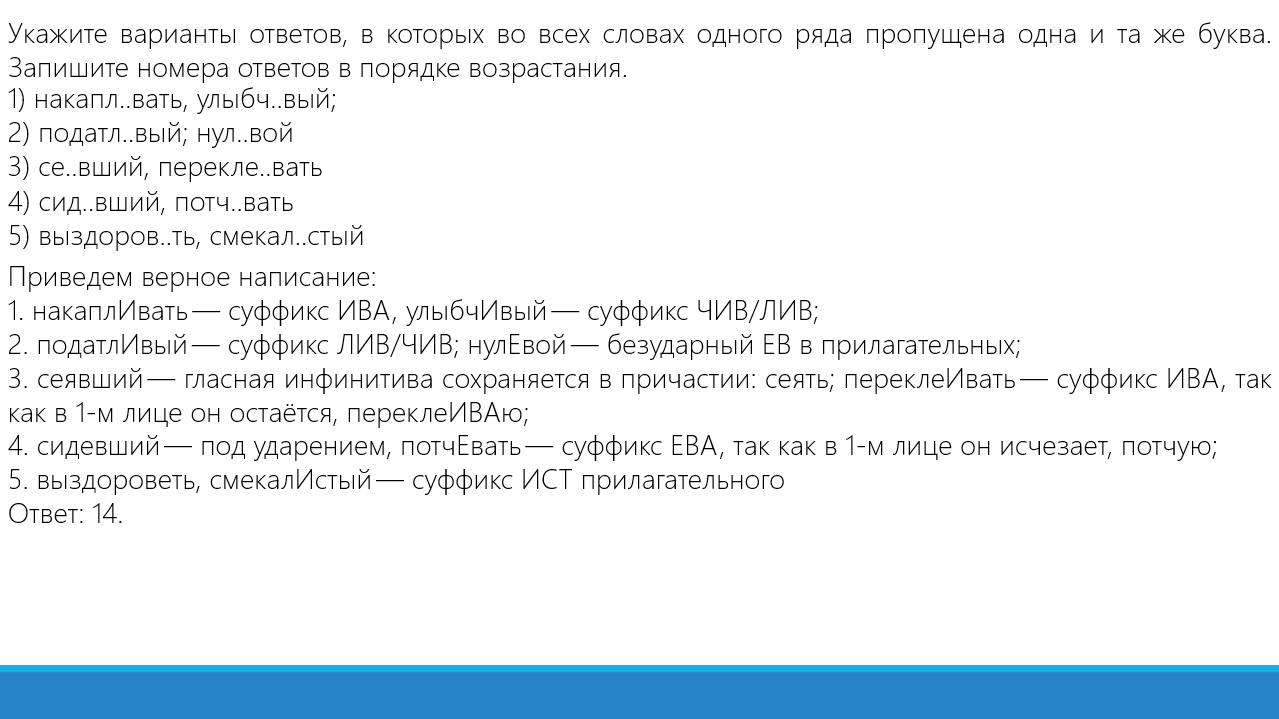 Укажите варианты ответов, в которых во всех словах одного ряда пропущена одна и та же буква.
Запишите номера ответов в порядке возрастания.
1) накапл..вать, улыбч..вый;
2) податл..вый; нул..вой
3) се..вший, перекле..вать
4) сид..вший, потч..вать
5) выздоров..ть, смекал..стый
Приведем верное написание:
1. накаплИвать — суффикс ИВА, улыбчИвый — суффикс ЧИВ/ЛИВ;
2. податлИвый — суффикс ЛИВ/ЧИВ; нулЕвой — безударный ЕВ в прилагательных;
3. сеявший — гласная инфинитива сохраняется в причастии: сеять; переклеИвать — суффикс ИВА, так
как в 1-м лице он остаётся, переклеИВАю;
4. сидевший — под ударением, потчЕвать — суффикс ЕВА, так как в 1-м лице он исчезает, потчую;
5. выздороветь, смекалИстый — суффикс ИСТ прилагательного
Ответ: 14.